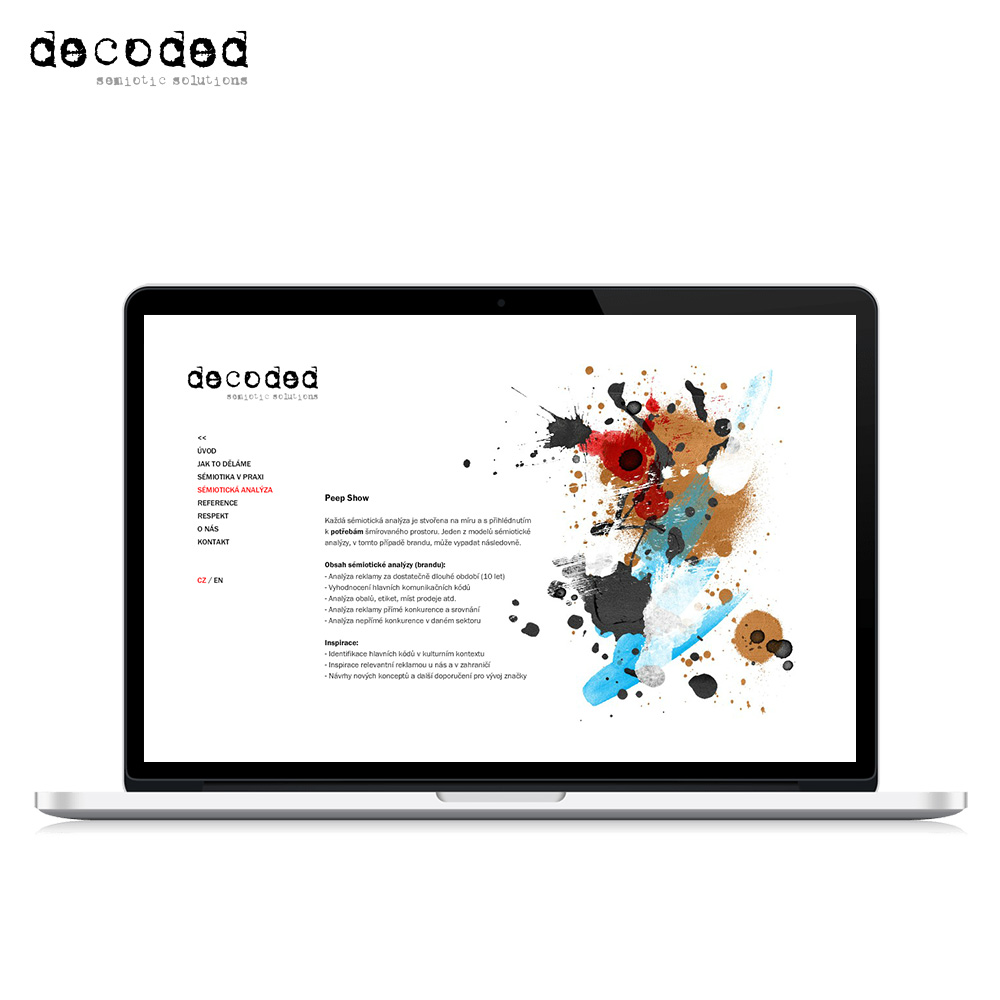 decoded
semiotic solutions
decoded
semiotic solutions
<<
ÚVOD
JAK TO DĚLÁME
SÉMIOTIKA V PRAXI
SÉMIOTICKÁ ANALÝZA
REFERENCE
RESPEKT
O NÁS
KONTAKT
CZ / EN
Peep Show
Každá sémiotická analýza je stvořena na míru a s přihlédnutím
k potřebám šmírovaného prostoru. Jeden z modelů sémiotické
analýzy, v tomto případě brandu, může vypadat následovně.
Obsah sémiotické analýzy (brandu):
- Analýza reklamy za dostatečně dlouhé období (10 let)
- Vyhodnocení hlavních komunikačních kódů
- Analýza obalů, etiket, míst prodeje atd.
- Analýza reklamy přímé konkurence a srovnání
- Analýza nepřímé konkurence v daném sektoru
Inspirace:
- Identifikace hlavních kódů v kulturním kontextu
- Inspirace relevantní reklamou u nás a v zahraničí
- Návrhy nových konceptů a další doporučení pro vývoj značky